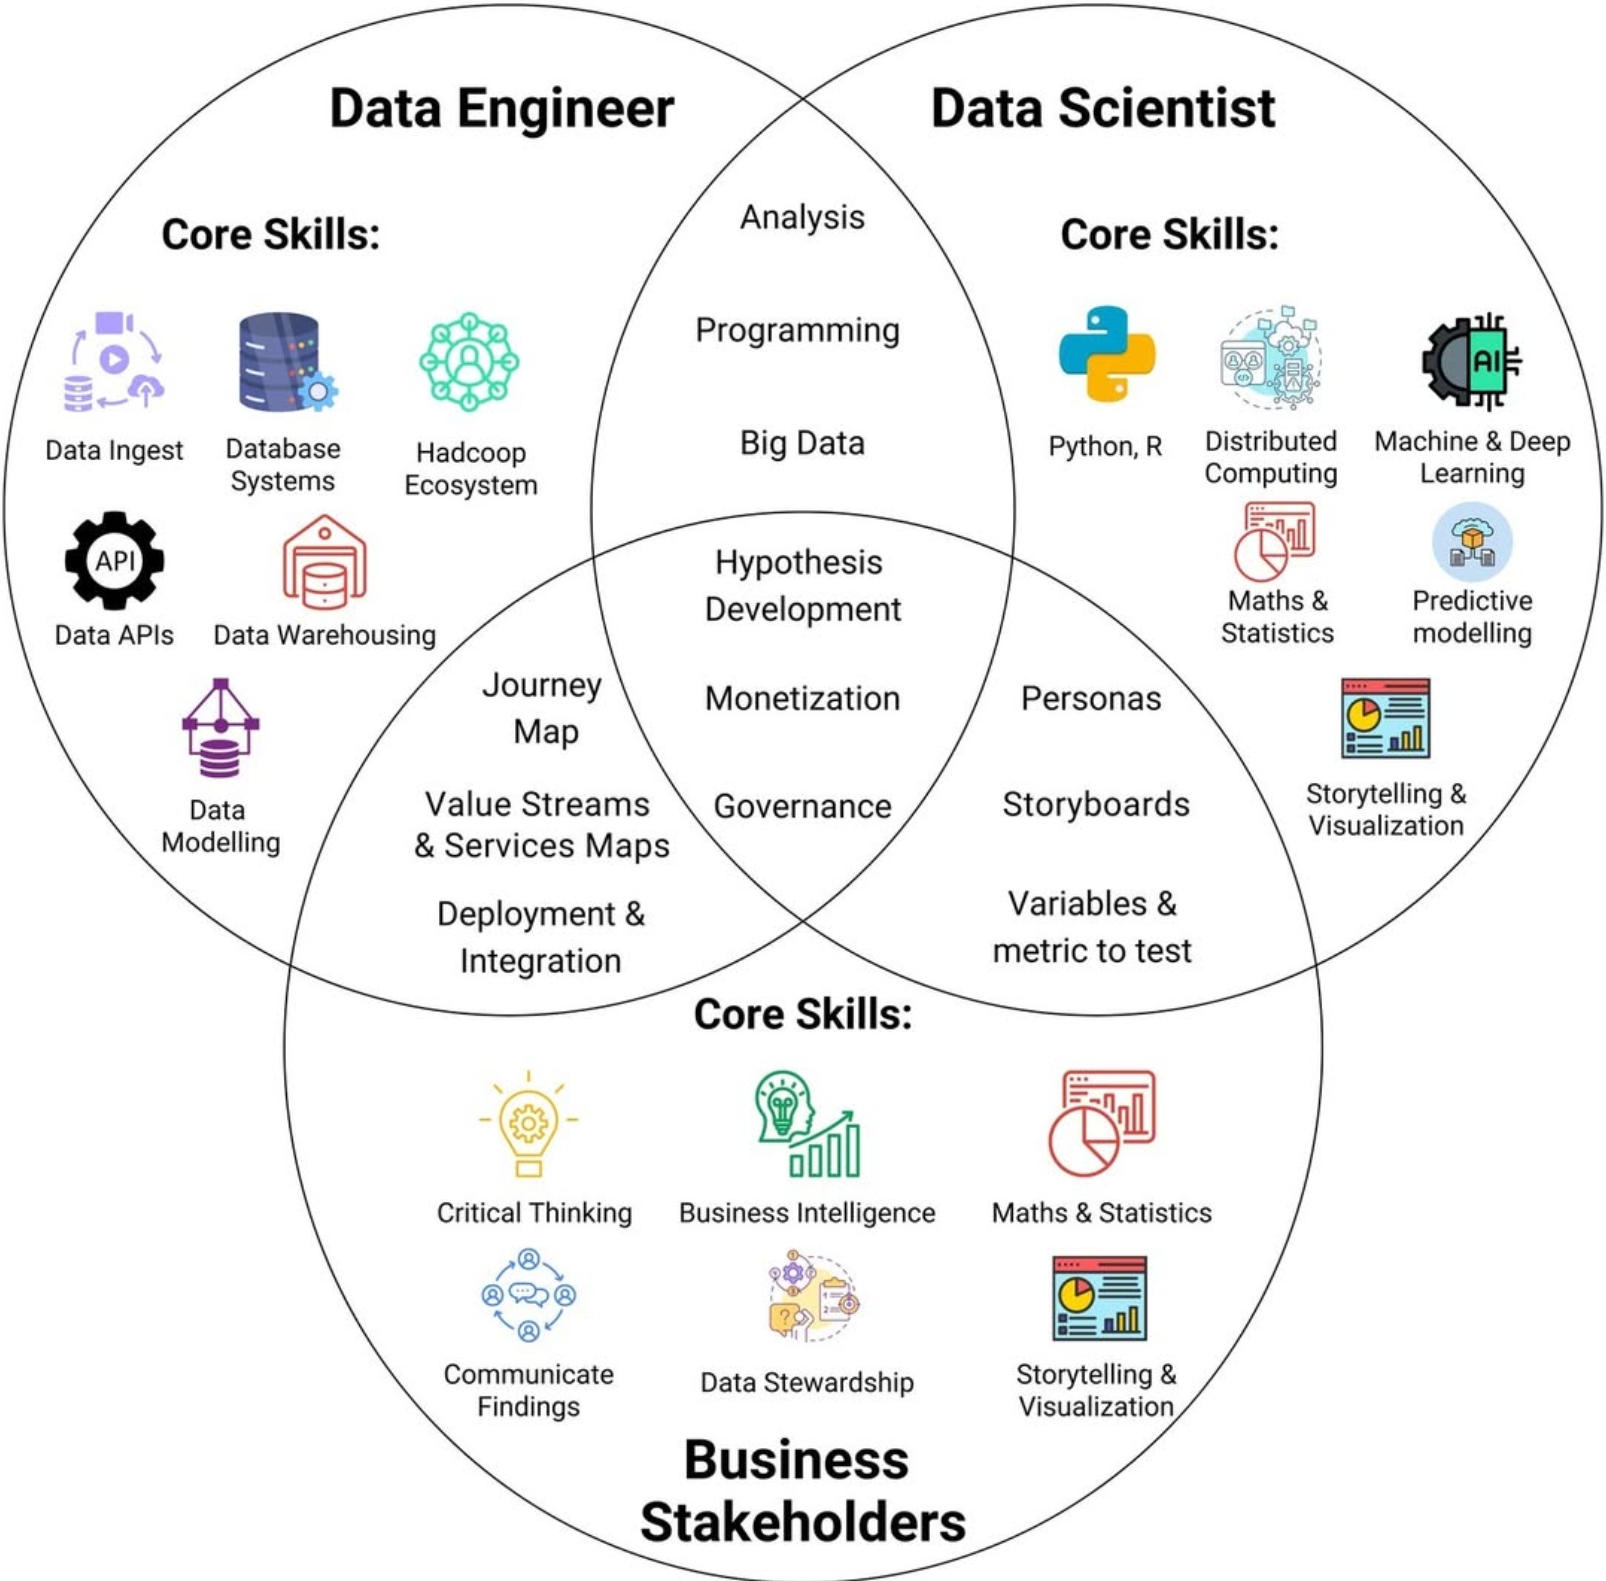 Data Engineer
Data Scientist
Core Skills:
Data Ingest
Database
Systems
Hadcoop
Ecosystem
API
Data APIs
Data Warehousing
Data
Modelling
Analysis
Programming
Big Data
Core Skills:
Python, R
Distributed
Computing
AI
Machine & Deep
Learning
Maths &
Statistics
Predictive
modelling
Storytelling &
Visualization
Hypothesis
Development
Monetization
Governance
Journey
Map
Value Streams
& Services Maps
Deployment &
Integration
Personas
Storyboards
Variables &
metric to test
Core Skills:
Critical Thinking
Business Intelligence
Maths & Statistics
Communicate
Findings
Data Stewardship
Storytelling &
Visualization
Business
Stakeholders